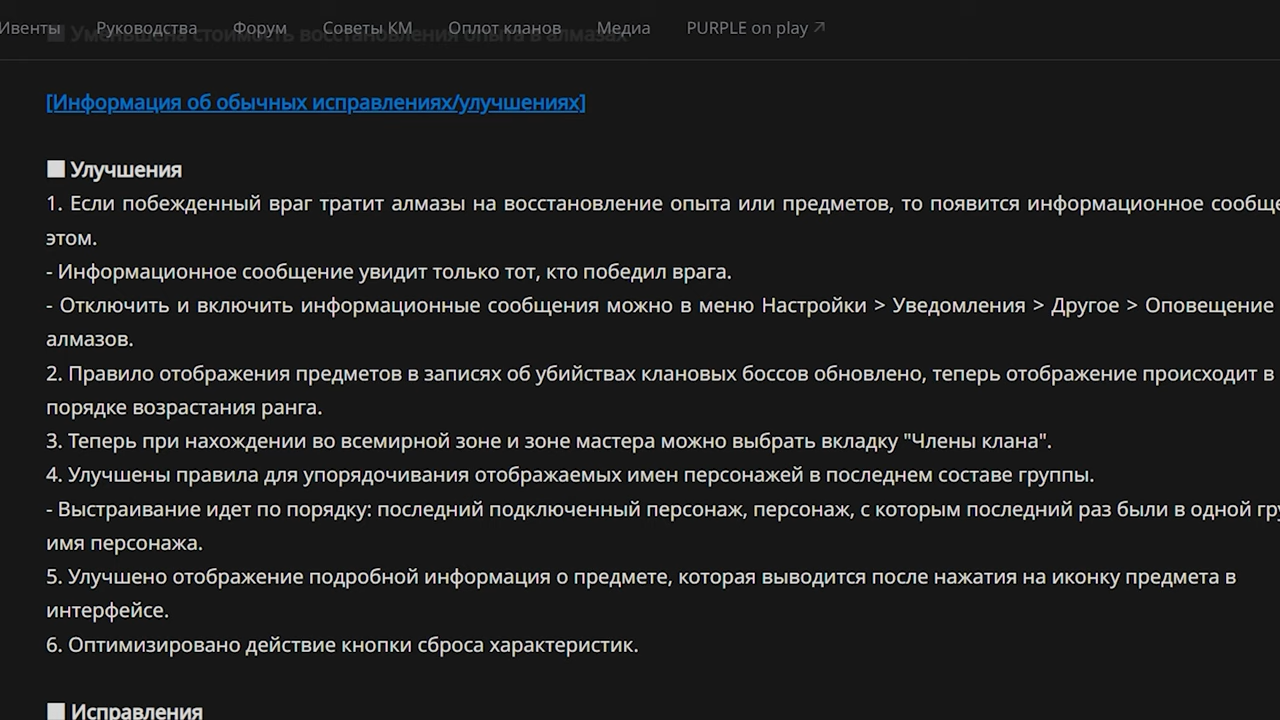 Ивенты Руководства Форум Советы КМ Оплот кланов Медиа PURPLE on play
■ Уменьшена стоимость восстановления опыта в алмазах.
[Информация об обычных исправлениях/улучшениях]
■ Улучшения
1. Если побежденный враг тратит алмазы на восстановление опыта или предметов, то появится информационное сообще
этом.
- Информационное сообщение увидит только тот, кто победил врага.
- Отключить и включить информационные сообщения можно в меню Настройки > Уведомления > Другое > Оповещение
алмазов.
2. Правило отображения предметов в записях об убийствах клановых боссов обновлено, теперь отображение происходит в
порядке возрастания ранга.
3. Теперь при нахождении во всемирной зоне и зоне мастера можно выбрать вкладку "Члены клана".
4. Улучшены правила для упорядочивания отображаемых имен персонажей в последнем составе группы.
- Выстраивание идет по порядку: последний подключенный персонаж, персонаж, с которым последний раз были в одной гру
имя персонажа.
5. Улучшено отображение подробной информация о предмете, которая выводится после нажатия на иконку предмета в
интерфейсе.
6. Оптимизировано действие кнопки сброса характеристик.
■ Исправления